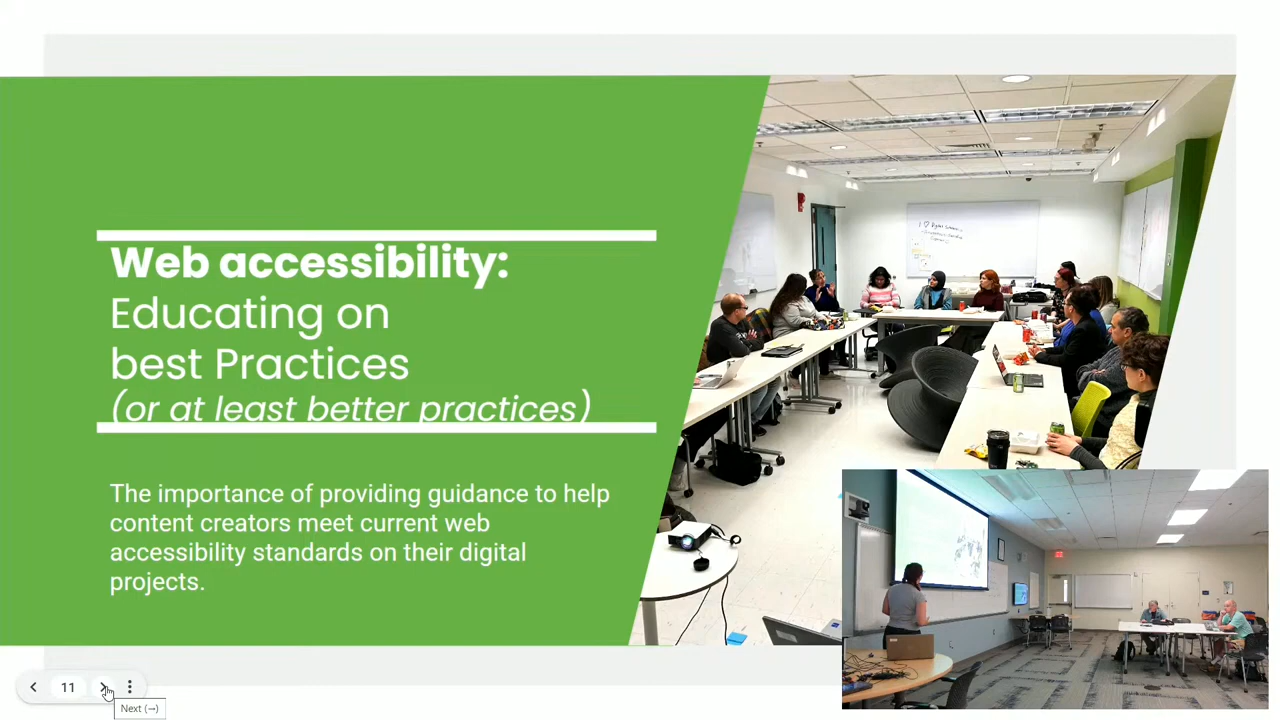 Web accessibility:
Educating on
best Practices
(or at least better practices)
The importance of providing guidance to help
content creators meet current web
accessibility standards on their digital
projects.
11
Next (→)